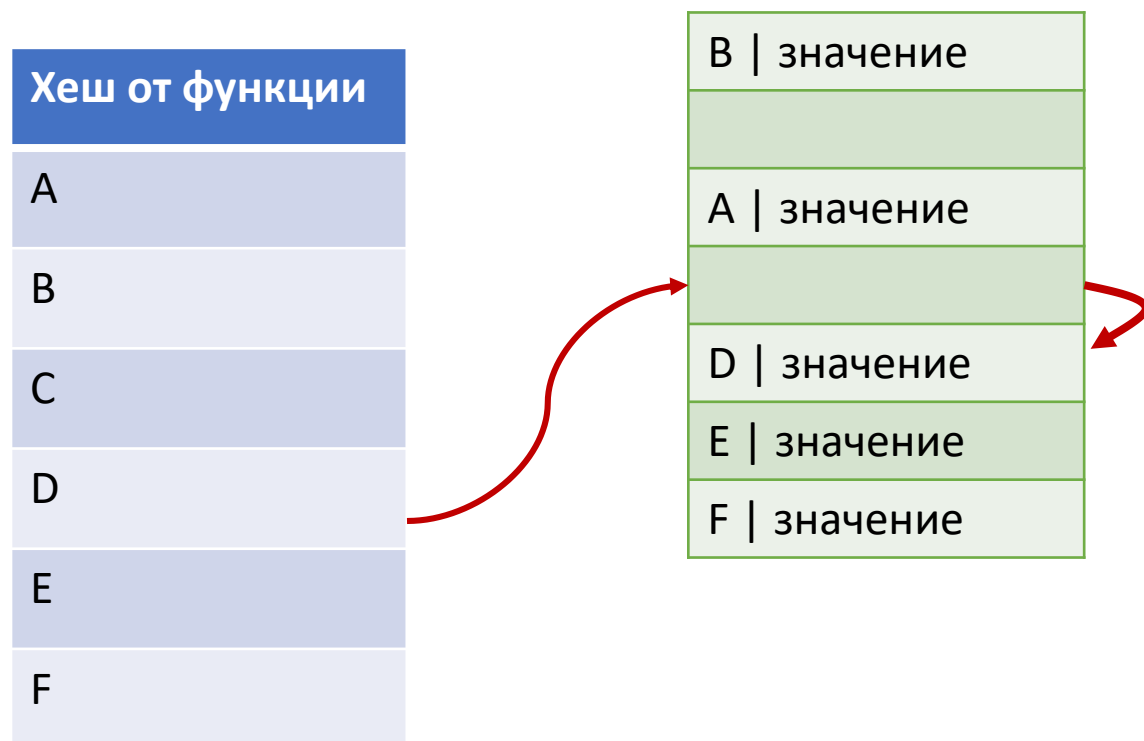 Хеш от функции
A
B
C
D
E
F
B | значение
A | значение
D | значение
E | значение
F | значение